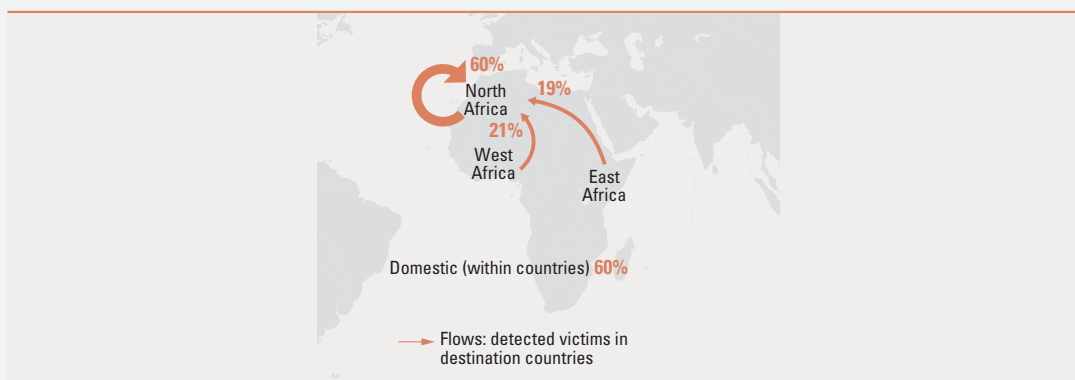 60%
North
Africa
19%
21%
West
Africa
East
Africa
Domestic (within countries) 60%
Flows: detected victims in
destination countries